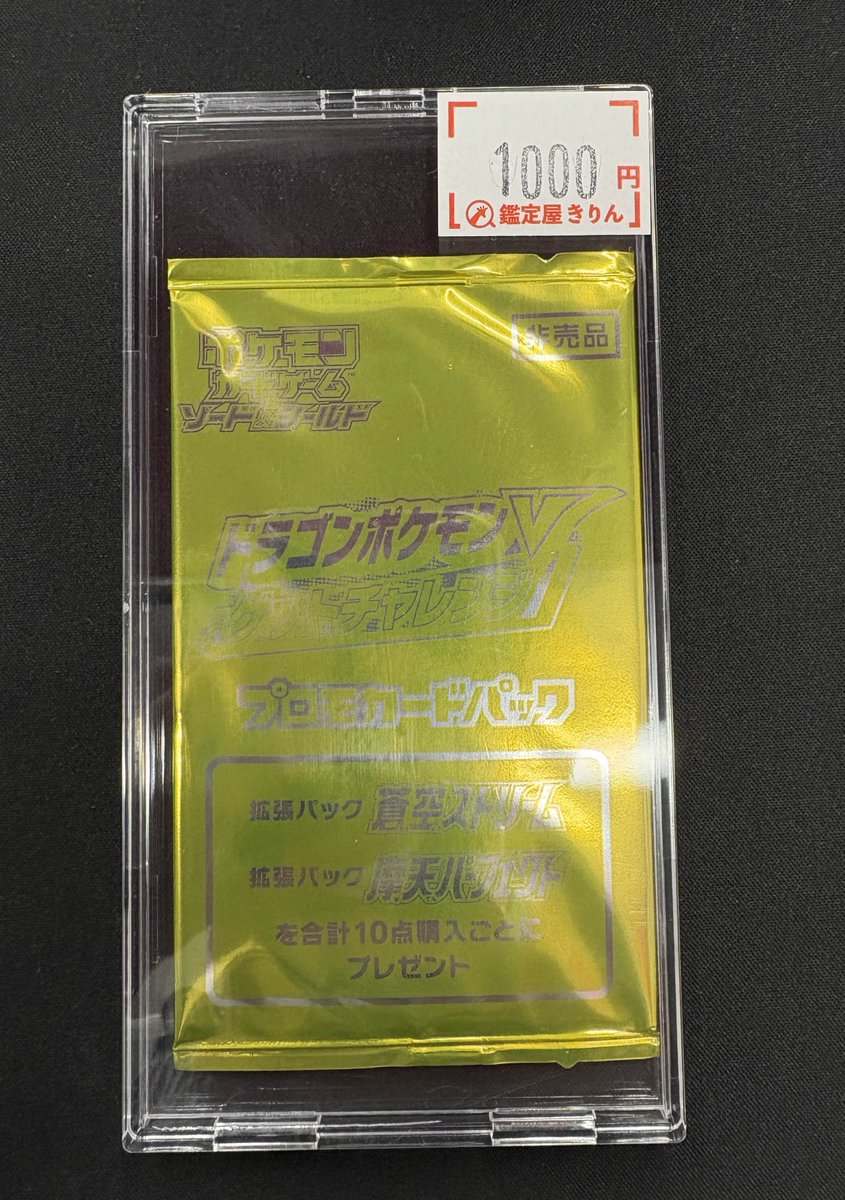 1000 円
鑑定屋きりん
非売品
ポケモン
カードゲーム™
ソード&シールド
ドラゴンポケモンV
ゲットチャレンジ
プロモカードパック
拡張パック 蒼空ストリーム
拡張パック 摩天パーフェクト
を合計10点購入ごとに
プレゼント